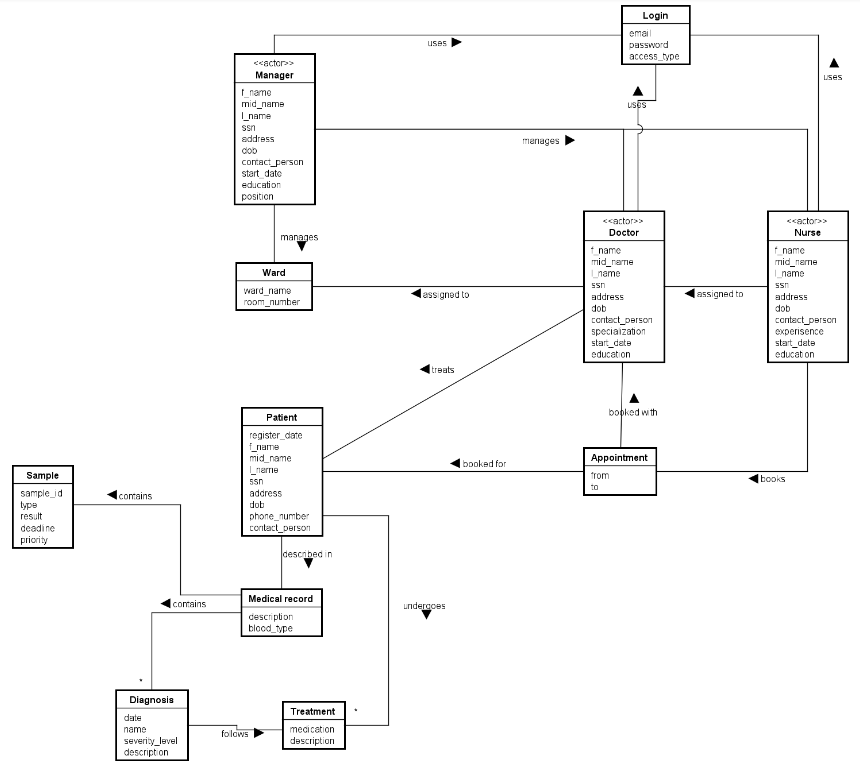 Login
email
password
access_type
uses
<<actor>>
Manager
f_name
mid_name
l_name
ssn
address
dob
contact_person
start_date
education
position
uses
uses
manages
manages
<<actor>>
Doctor
f_name
mid_name
l_name
ssn
address
dob
contact_person
specialization
start_date
education
<<actor>>
Nurse
f_name
mid_name
l_name
ssn
address
dob
contact_person
experisence
start_date
education
Ward
ward_name
room_number
assigned to
assigned to
treats
booked with
Patient
register_date
f_name
mid_name
l_name
ssn
address
dob
phone_number
contact_person
booked for
Appointment
from
to
books
Sample
sample_id
type
result
deadline
priority
contains
described in
Medical record
description
blood_type
contains
undergoes
*
Diagnosis
date
name
severity_level
description
follows
Treatment
medication
description
*